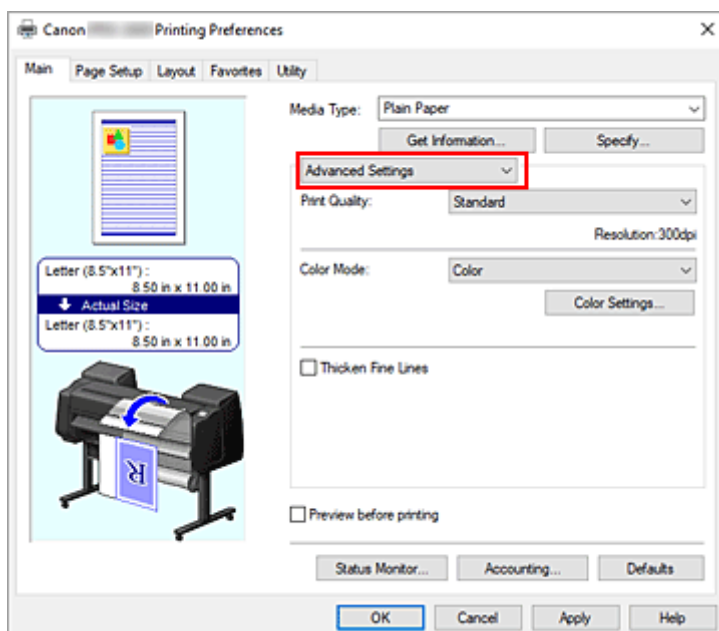 Canon Printing Preferences
Main Page Setup Layout Favorites Utility
Media Type: Plain Paper
Get Information... Specify...
Advanced Settings
Print Quality: Standard
Resolution:300dpi
Color Mode: Color
Color Settings...
Thicken Fine Lines
Letter (8.5"x11") :
8.50 in x 11.00 in
Actual Size
Letter (8.5"x11") :
8.50 in x 11.00 in
R
Preview before printing
Status Monitor... Accounting... Defaults
OK Cancel Apply Help